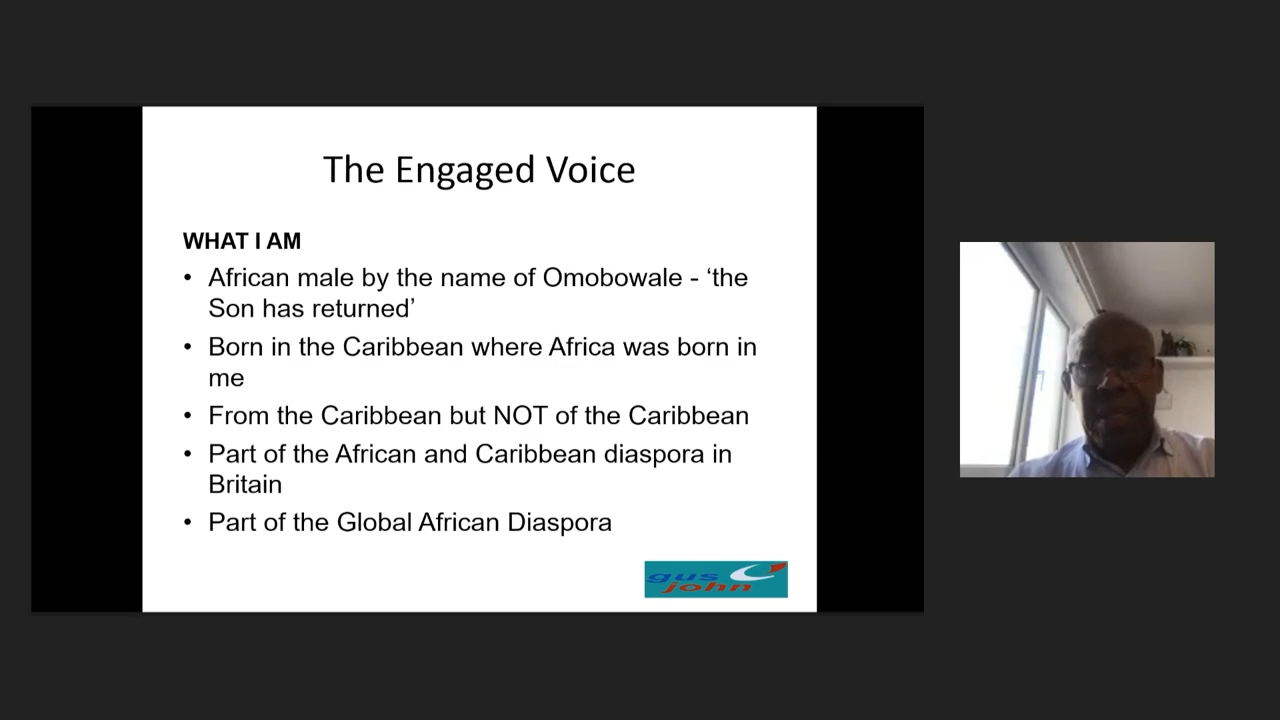 The Engaged Voice
WHAT I AM
• African male by the name of Omobowale - ‘the
Son has returned’
• Born in the Caribbean where Africa was born in
me
• From the Caribbean but NOT of the Caribbean
• Part of the African and Caribbean diaspora in
Britain
• Part of the Global African Diaspora
gus
john